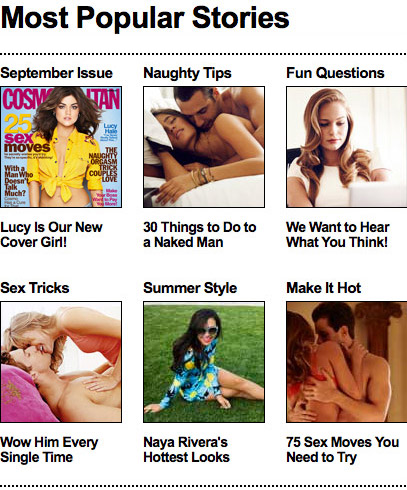 Most Popular Stories
September Issue
Naughty Tips
Fun Questions
COSMOPOLITAN
25
sex
moves
Lucy
Hale
With a
Man Who
Doesn't
Talk
Much?
THE
NAUGHTY
ORGASM
TRICK
COUPLES
LOVE
Make
Your Boss
Want to Pay
You More!
Lucy Is Our New
Cover Girl!
30 Things to Do to
a Naked Man
We Want to Hear
What You Think!
Sex Tricks
Summer Style
Make It Hot
Wow Him Every
Single Time
Naya Rivera's
Hottest Looks
75 Sex Moves You
Need to Try